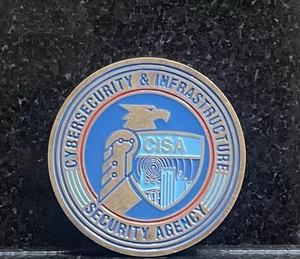 CYBERSECURITY & INFRASTRUCTURE
CISA
SECURITY AGENCY